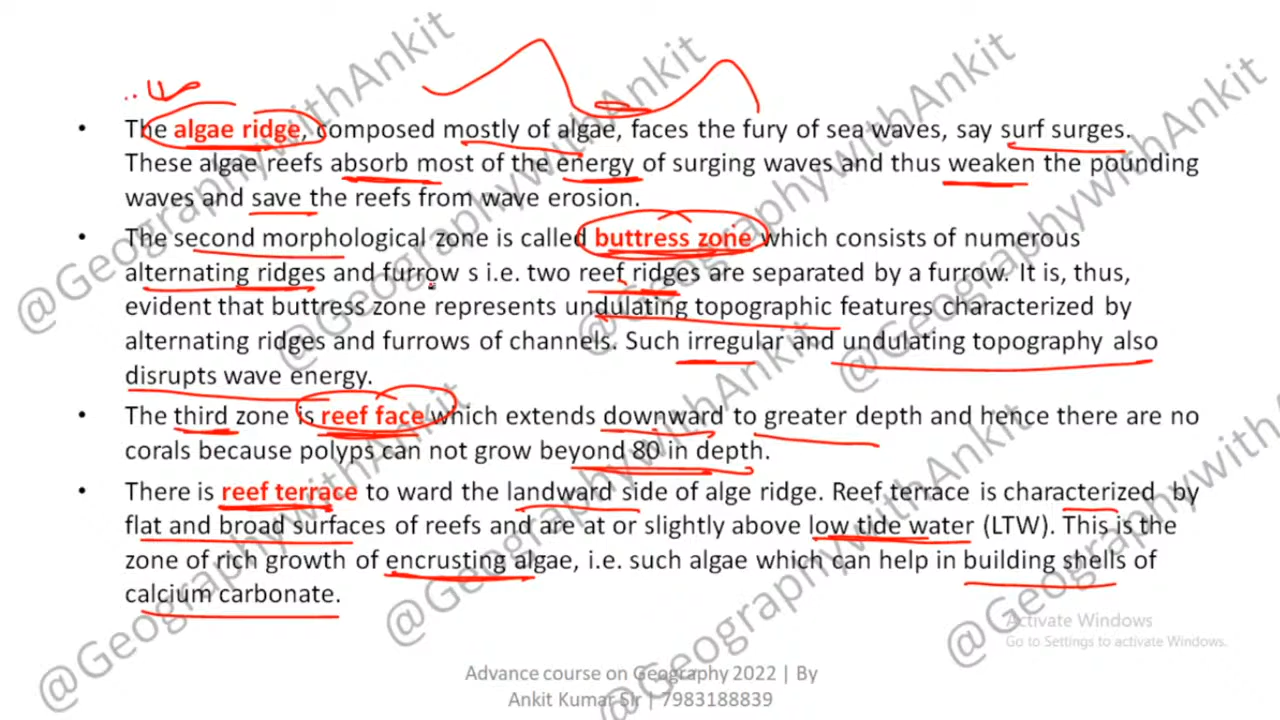 • The algae ridge, composed mostly of algae, faces the fury of sea waves, say surf surges.
These algae reefs absorb most of the energy of surging waves and thus weaken the pounding
waves and save the reefs from wave erosion.
• The second morphological zone is called buttress zone which consists of numerous
alternating ridges and furrow s i.e. two reef ridges are separated by a furrow. It is, thus,
evident that buttress zone represents undulating topographic features characterized by
alternating ridges and furrows of channels. Such irregular and undulating topography also
disrupts wave energy.
• The third zone is reef face which extends downward to greater depth and hence there are no
corals because polyps can not grow beyond 80 in depth.
• There is reef terrace to ward the landward side of alge ridge. Reef terrace is characterized by
flat and broad surfaces of reefs and are at or slightly above low tide water (LTW). This is the
zone of rich growth of encrusting algae, i.e. such algae which can help in building shells of
calcium carbonate.
Activate Windows
Go to Settings to activate Windows.
Advance course on Geography 2022 | By
Ankit Kumar Sir | 7983188839
@GeographywithAnkit
@GeographywithAnkit
@GeographywithAnkit
@GeographywithAnkit
@GeographywithAnkit
@GeographywithAnkit
@GeographywithAnkit
@GeographywithAnkit